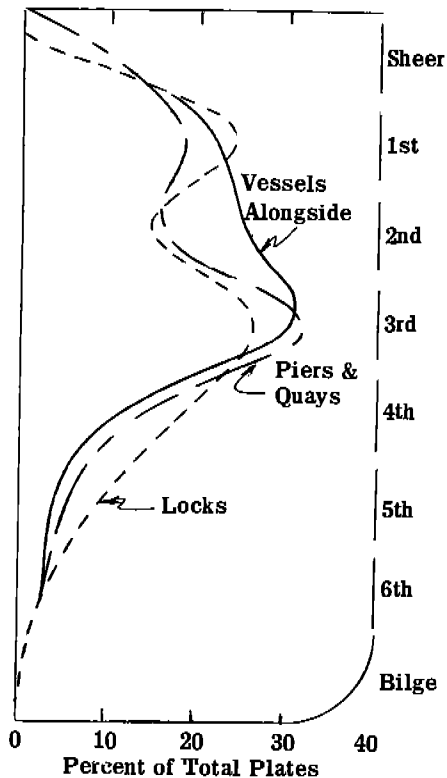 Sheer
1st
Vessels
Alongside
2nd
3rd
Piers &
Quays
4th
Locks
5th
6th
Bilge
0 10 20 30 40
Percent of Total Plates